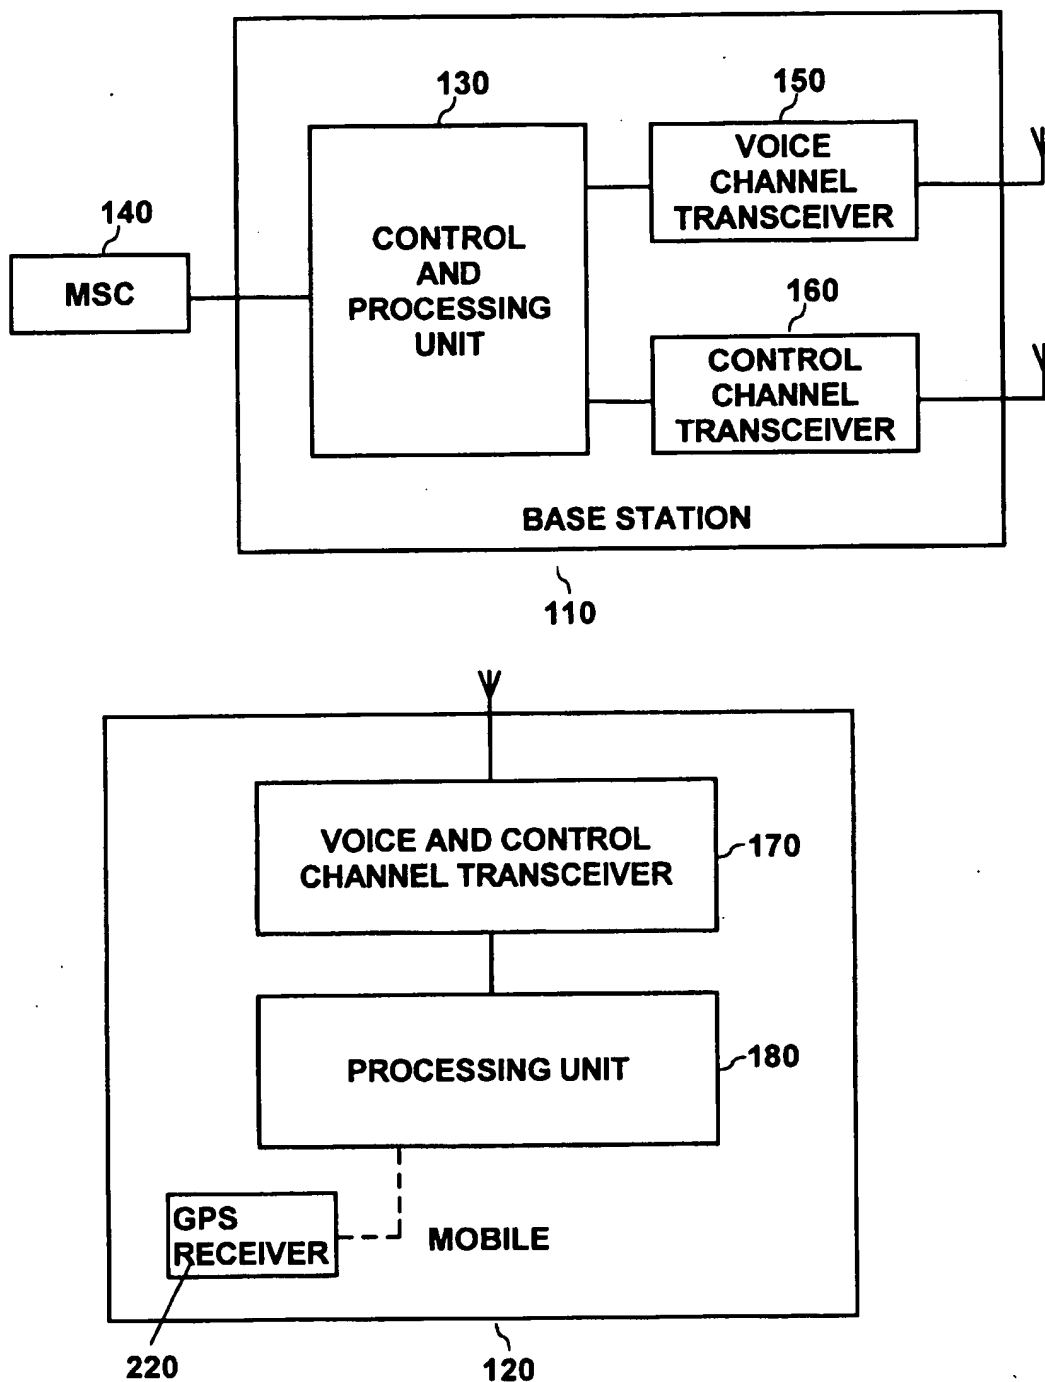 130
150
VOICE
CHANNEL
TRANSCEIVER
140
MSC
CONTROL
AND
PROCESSING
UNIT
160
CONTROL
CHANNEL
TRANSCEIVER
BASE STATION
110
VOICE AND CONTROL
CHANNEL TRANSCEIVER
170
PROCESSING UNIT
180
GPS
RECEIVER
MOBILE
220
120